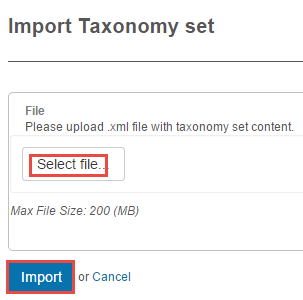 Import Taxonomy set
File
Please upload .xml file with taxonomy set content.
Select file...
Max File Size: 200 (MB)
Import or Cancel